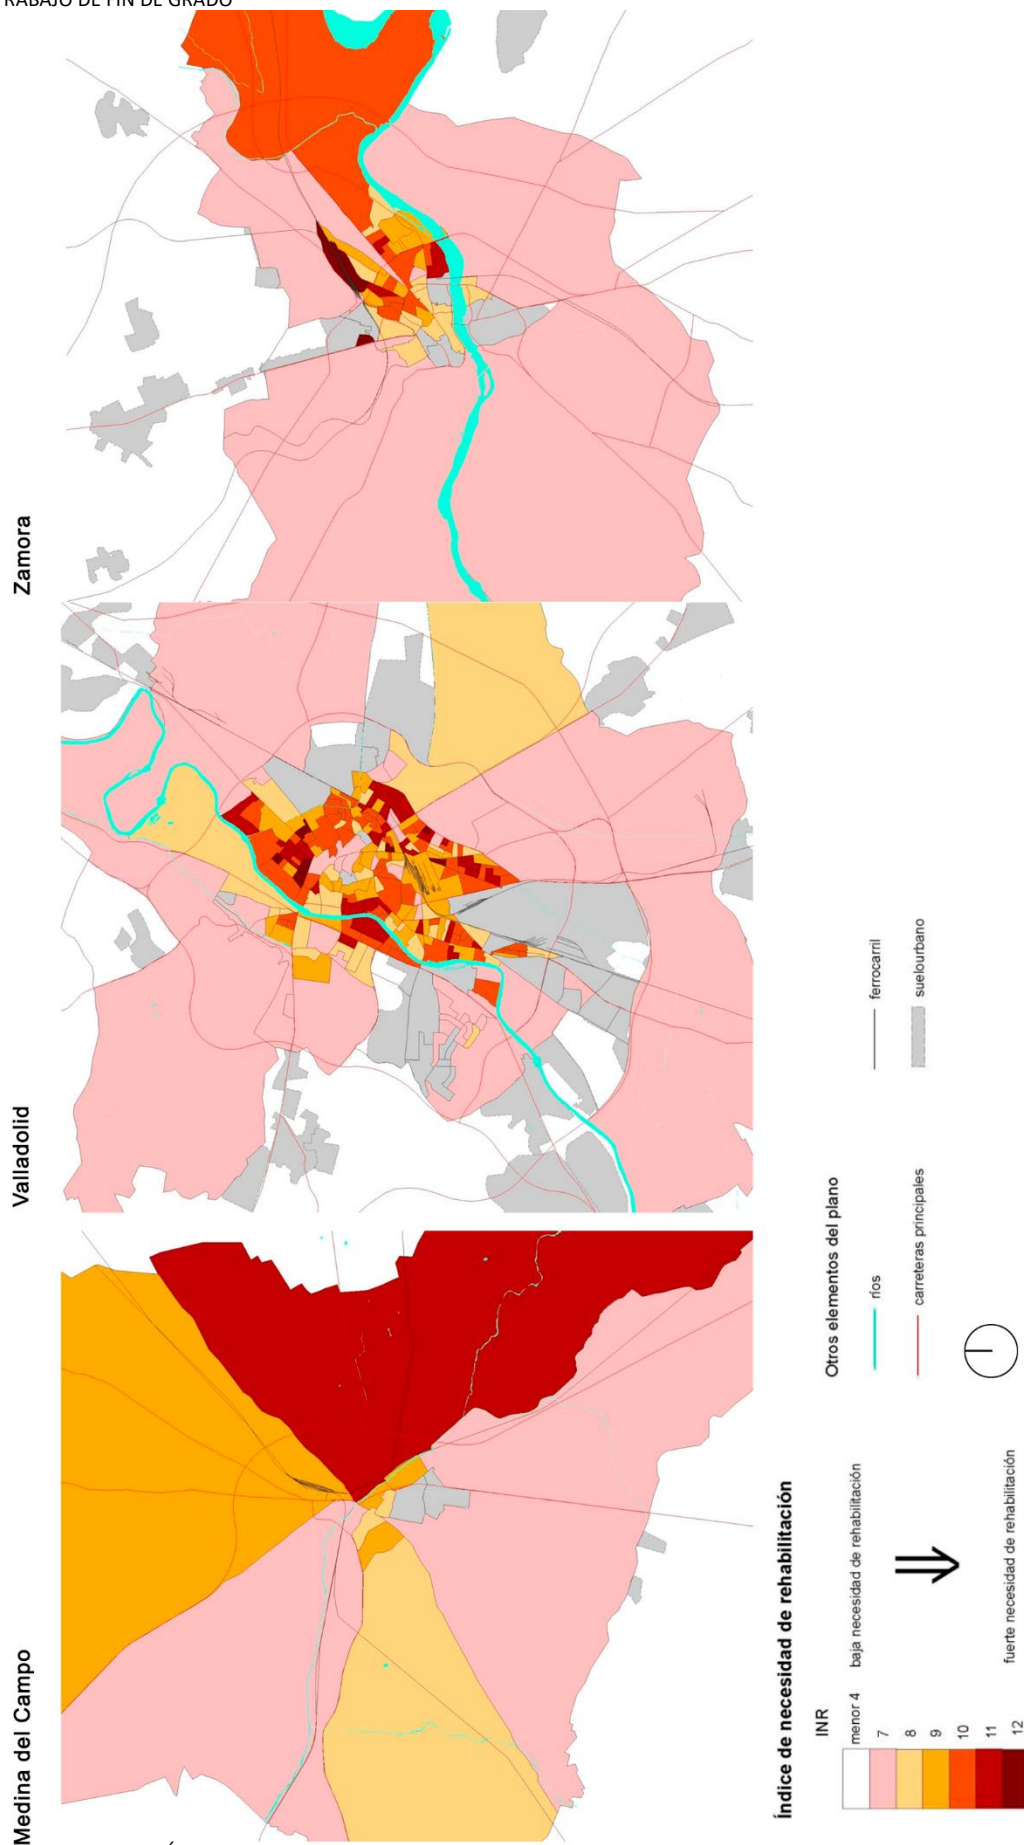 RABAJO DE FIN DE GRADO
Zamora
Valladolid
Medina del Campo
Índice de necesidad de rehabilitación
INR
menor 4
7
8
9
10
11
12
baja necesidad de rehabilitación
fuerte necesidad de rehabilitación
Otros elementos del plano
ríos
carreteras principales
ferrocarril
suelourbano